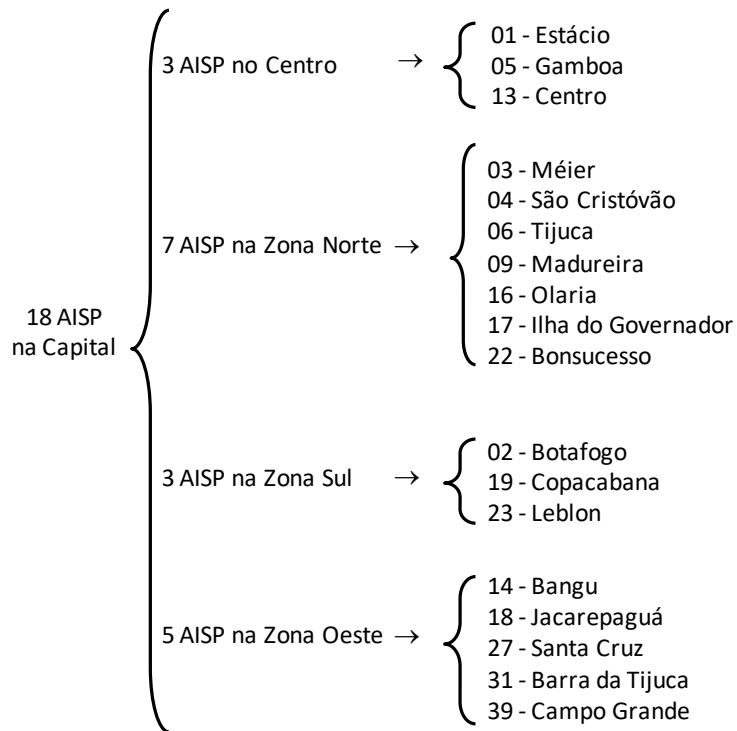 18 AISP
na Capital
3 AISP no Centro →
01 - Estácio
05 - Gamboa
13 - Centro
7 AISP na Zona Norte →
03 - Méier
04 - São Cristóvão
06 - Tijuca
09 - Madureira
16 - Olaria
17 - Ilha do Governador
22 - Bonsucesso
3 AISP na Zona Sul →
02 - Botafogo
19 - Copacabana
23 - Leblon
5 AISP na Zona Oeste →
14 - Bangu
18 - Jacarepaguá
27 - Santa Cruz
31 - Barra da Tijuca
39 - Campo Grande